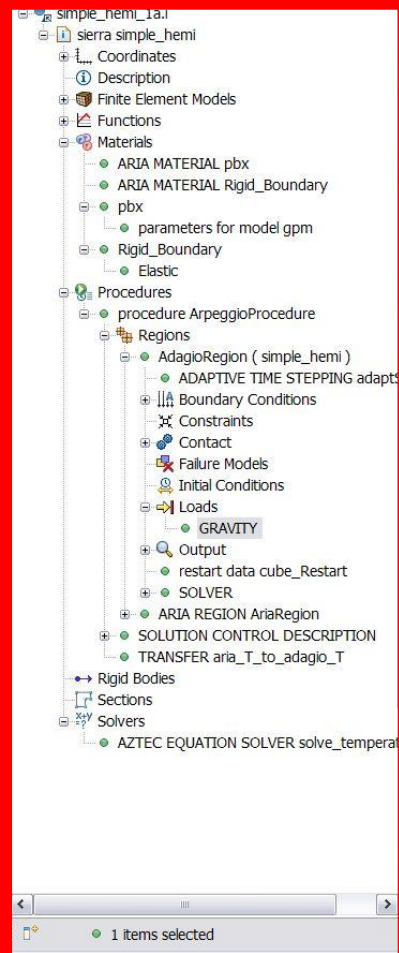 simple_hemi_1a.i
sierra simple_hemi
Coordinates
Description
Finite Element Models
Functions
Materials
ARIA MATERIAL pbx
ARIA MATERIAL Rigid_Boundary
pbx
parameters for model gpm
Rigid_Boundary
Elastic
Procedures
procedure ArpeggioProcedure
Regions
AdagioRegion ( simple_hemi )
ADAPTIVE TIME STEPPING adaptS
Boundary Conditions
Constraints
Contact
Failure Models
Initial Conditions
Loads
GRAVITY
Output
restart data cube_Restart
SOLVER
ARIA REGION AriaRegion
SOLUTION CONTROL DESCRIPTION
TRANSFER aria_T_to_adagio_T
Rigid Bodies
Sections
Solvers
AZTEC EQUATION SOLVER solve_temperat
1 items selected